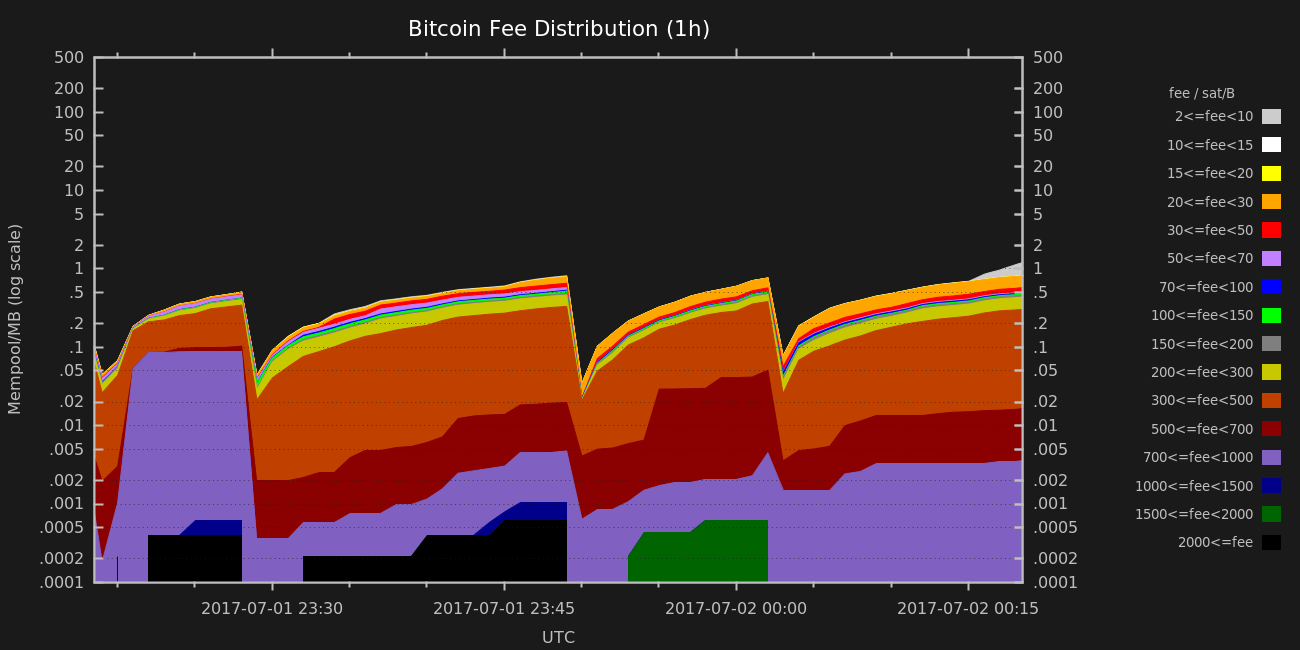 Bitcoin Fee Distribution (1h)
500
200
100
50
20
10
5
2
1
.5
.2
.1
.05
.02
.01
.005
.002
.001
.0005
.0002
.0001
Mempool/MB (log scale)
500
200
100
50
20
10
5
2
1
.5
.2
.1
.05
.02
.01
.005
.002
.001
.0005
.0002
.0001
2017-07-01 23:30
2017-07-01 23:45
2017-07-02 00:00
2017-07-02 00:15
UTC
fee / sat/B
2<=fee<10
10<=fee<15
15<=fee<20
20<=fee<30
30<=fee<50
50<=fee<70
70<=fee<100
100<=fee<150
150<=fee<200
200<=fee<300
300<=fee<500
500<=fee<700
700<=fee<1000
1000<=fee<1500
1500<=fee<2000
2000<=fee